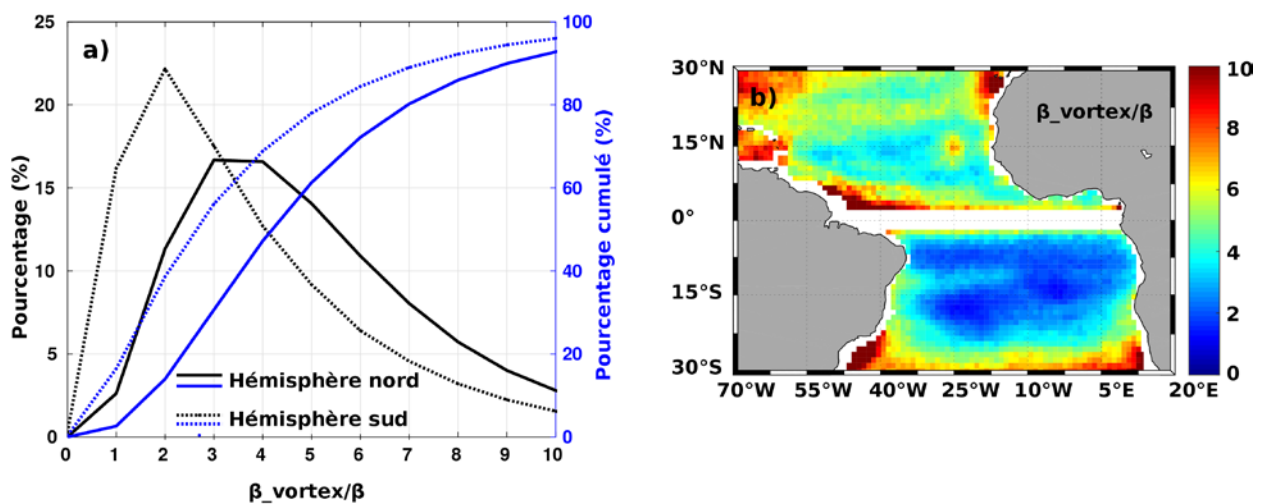 a)
Pourcentage (%)
25
20
15
10
5
0
100
80
60
40
20
0
Pourcentage cumulé (%)
Hémisphère nord
Hémisphère sud
0 1 2 3 4 5 6 7 8 9 10
β_vortex/β
b)
β_vortex/β
30°N
15°N
0°
15°S
30°S
70°W 55°W 40°W 25°W 10°W 5°E 20°E
10
8
6
4
2
0